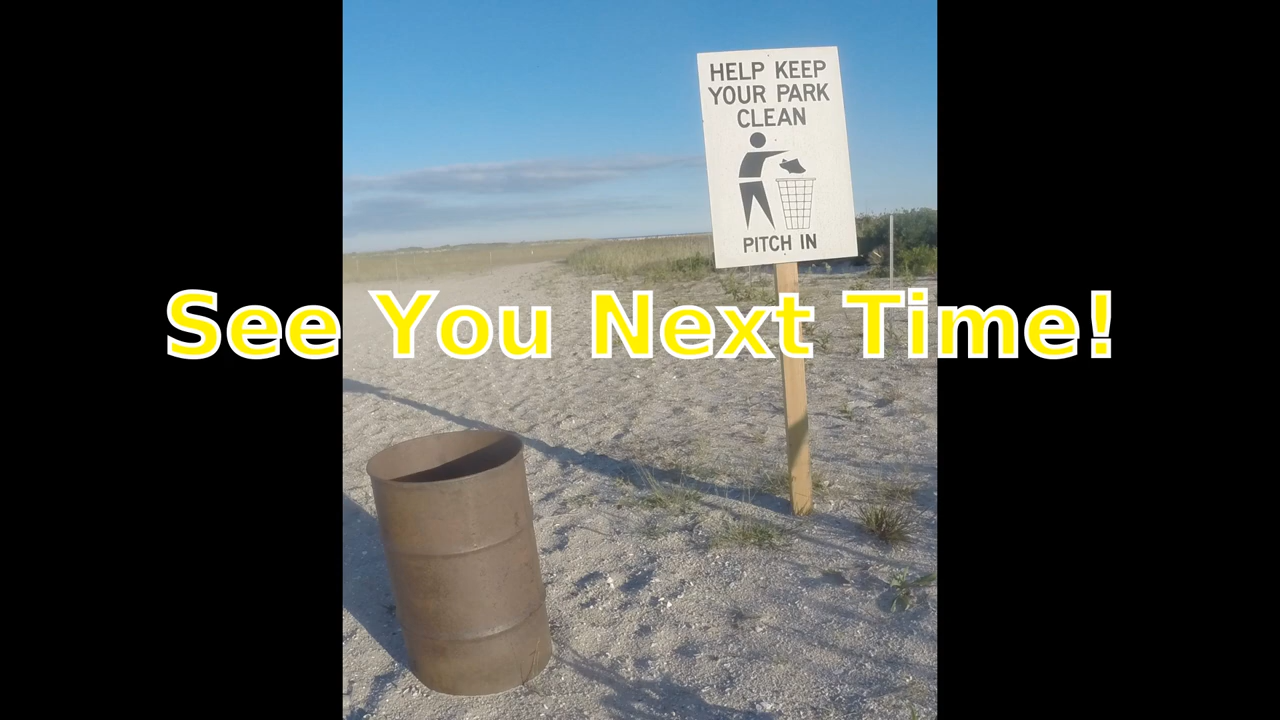 HELP KEEP
YOUR PARK
CLEAN
PITCH IN
See You Next Time!